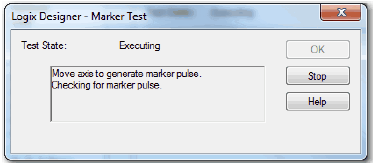 Logix Designer - Marker Test
Test State: Executing
OK
Move axis to generate marker pulse.
Checking for marker pulse.
Stop
Help